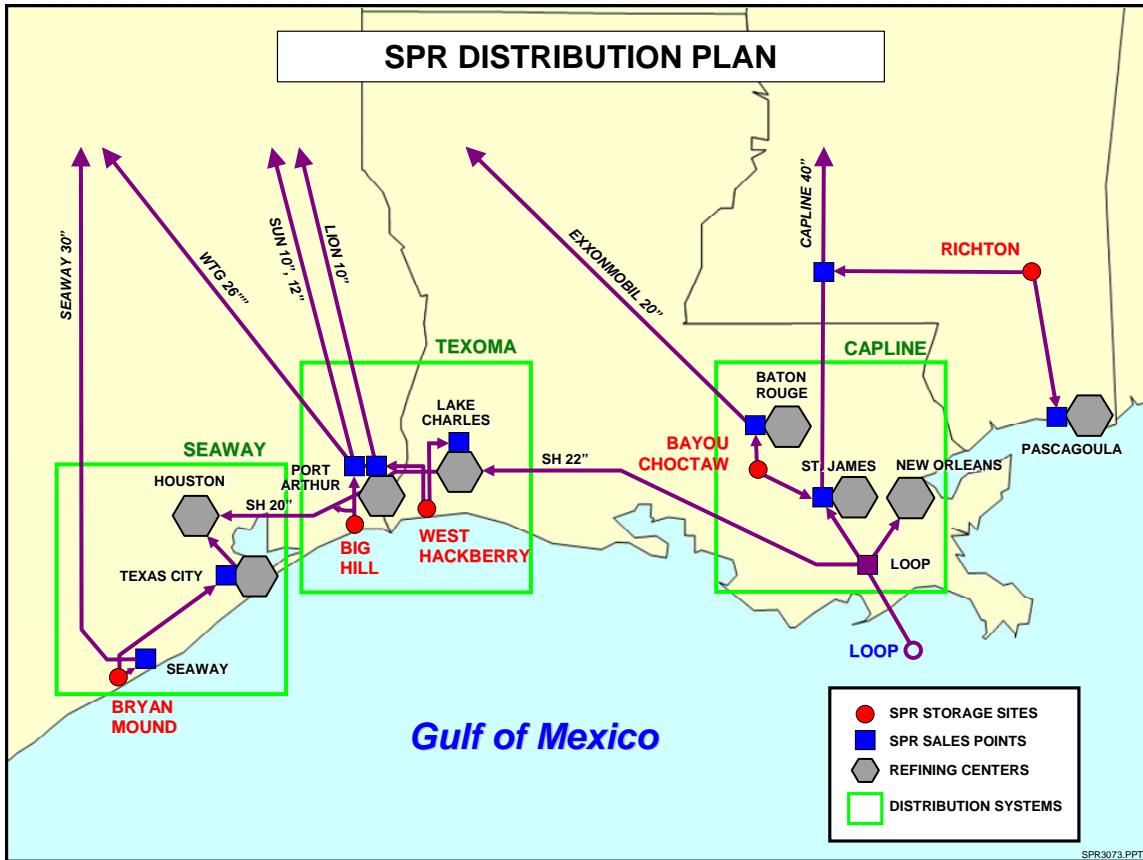 SPR DISTRIBUTION PLAN
SEAWAY 30”
WTG 26”””
SUN 10”, 12”
LION 10”
EXXONMOBIL 20”
CAPLINE 40”
RICHTON
TEXOMA
CAPLINE
BATON
ROUGE
LAKE
CHARLES
PASCAGOULA
SEAWAY
BAYOU
CHOCTAW
HOUSTON
PORT
ARTHUR
SH 22”
ST. JAMES
NEW ORLEANS
SH 20”
BIG
HILL
WEST
HACKBERRY
TEXAS CITY
LOOP
LOOP
SEAWAY
BRYAN
MOUND
Gulf of Mexico
SPR STORAGE SITES
SPR SALES POINTS
REFINING CENTERS
DISTRIBUTION SYSTEMS
SPR3073.PPT